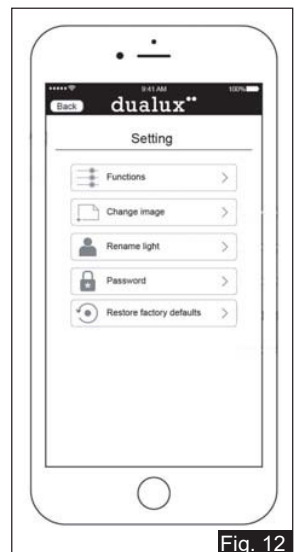 9:41 AM 100%
Back dualux
Setting
Functions
Change image
Rename light
Password
Restore factory defaults
Fig. 12